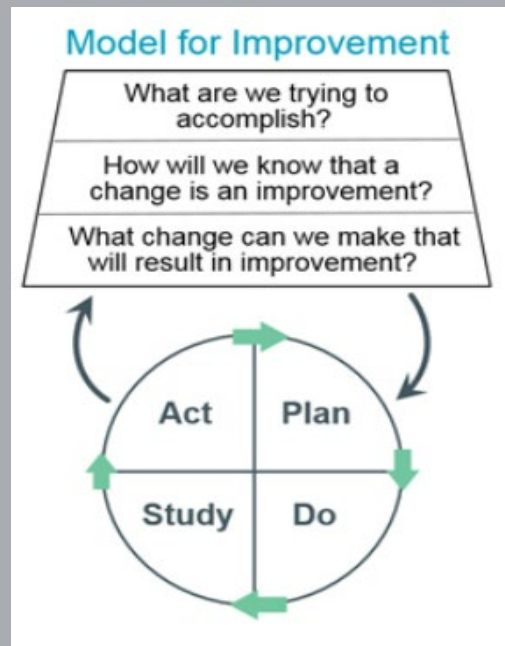 Model for Improvement
What are we trying to
accomplish?
How will we know that a
change is an improvement?
What change can we make that
will result in improvement?
Act
Plan
Study
Do